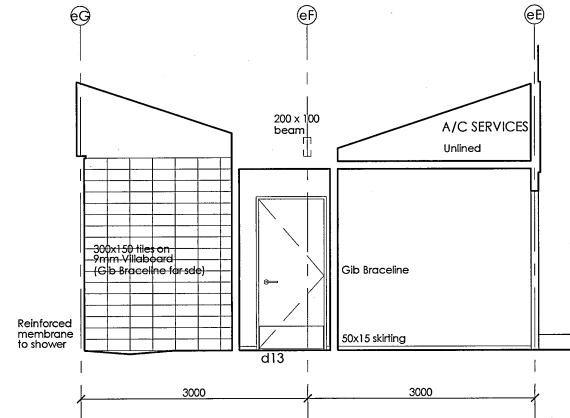 eG
eF
eE
200 x 100
beam
A/C SERVICES
Unlined
300x150 tiles on
9mm Villaboard
(Gib Braceline far sde)
Gib Braceline
Reinforced
membrane
to shower
50x15 skirting
d13
3000
3000